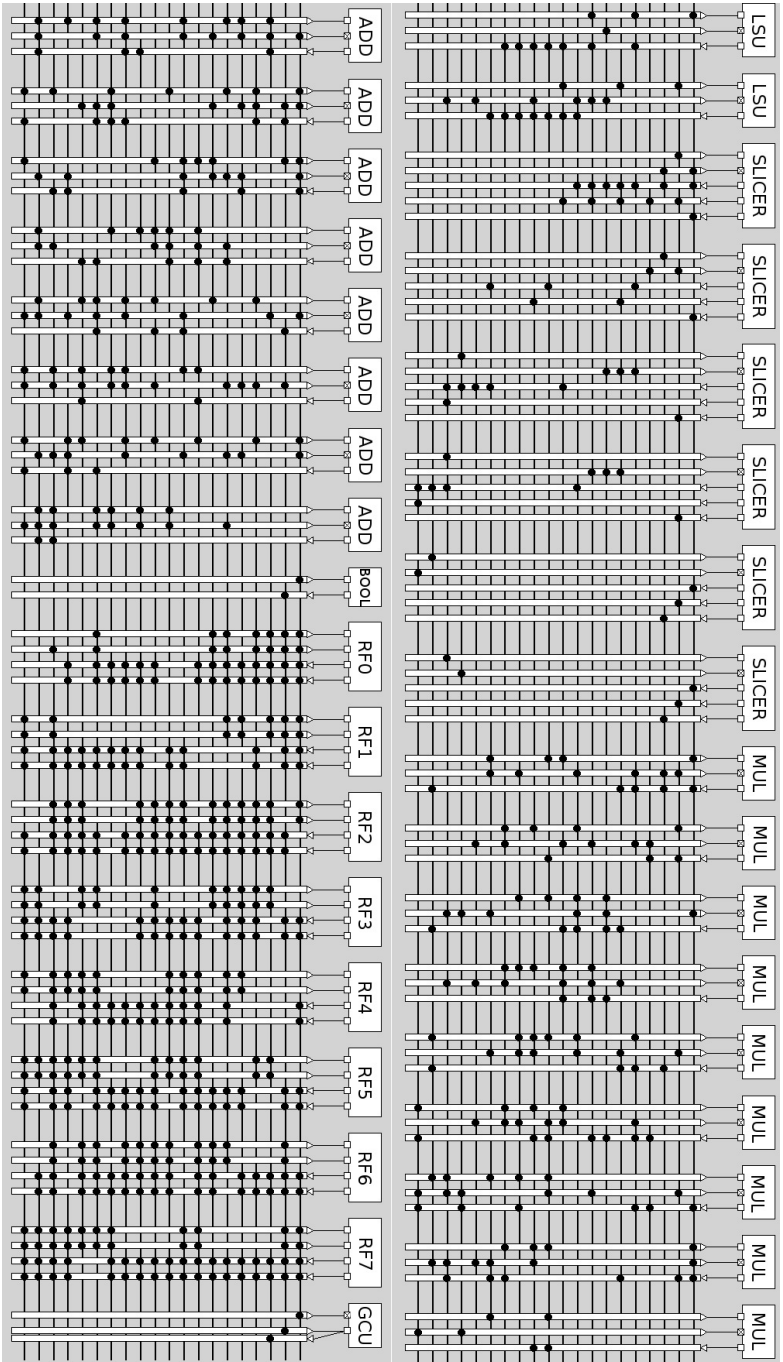 ADD
ADD
ADD
ADD
ADD
ADD
ADD
ADD
BOOL
RF0
RF1
RF2
RF3
RF4
RF5
RF6
RF7
GCU
LSU
LSU
SLICER
SLICER
SLICER
SLICER
SLICER
SLICER
MUL
MUL
MUL
MUL
MUL
MUL
MUL
MUL
MUL